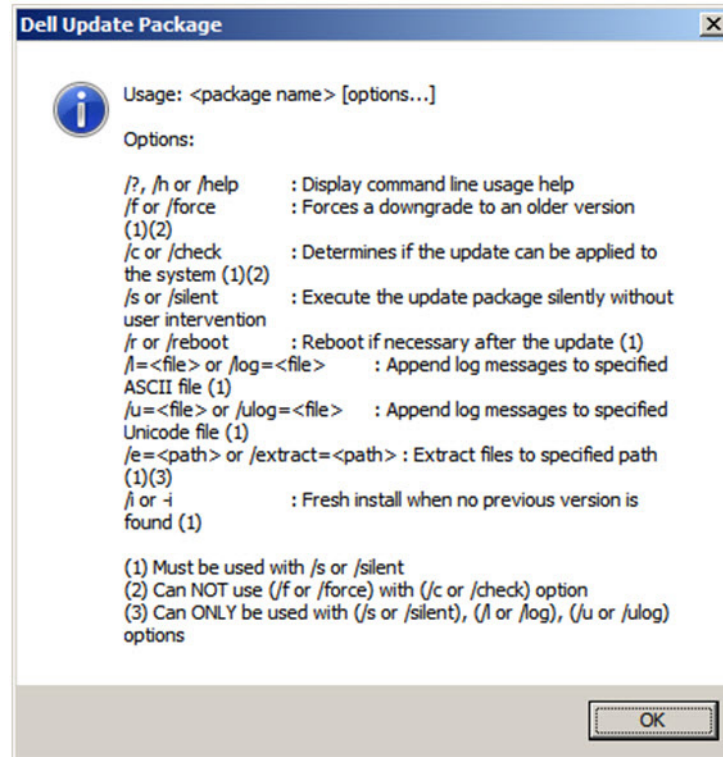 Dell Update Package
Usage: <package name> [options...]
Options:
/?, /h or /help : Display command line usage help
/f or /force : Forces a downgrade to an older version
(1)(2)
/c or /check : Determines if the update can be applied to
the system (1)(2)
/s or /silent : Execute the update package silently without
user intervention
/r or /reboot : Reboot if necessary after the update (1)
/l=<file> or /log=<file> : Append log messages to specified
ASCII file (1)
/u=<file> or /ulog=<file> : Append log messages to specified
Unicode file (1)
/e=<path> or /extract=<path> : Extract files to specified path
(1)(3)
/i or -i : Fresh install when no previous version is
found (1)
(1) Must be used with /s or /silent
(2) Can NOT use (/f or /force) with (/c or /check) option
(3) Can ONLY be used with (/s or /silent), (/l or /log), (/u or /ulog)
options
OK